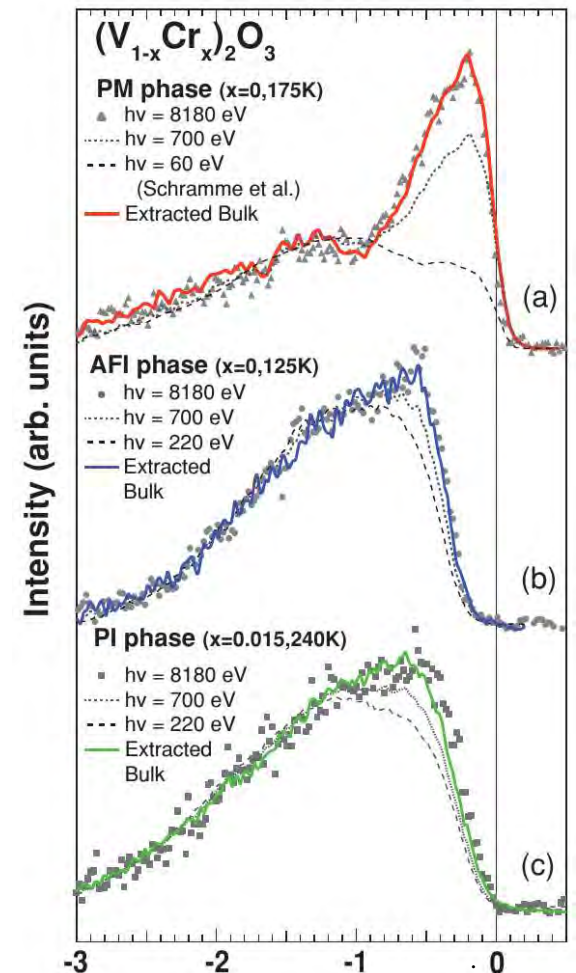 (V1-xCrx)2O3
PM phase (x=0,175K)
hν = 8180 eV
hν = 700 eV
hν = 60 eV
(Schramme et al.)
Extracted Bulk
(a)
AFI phase (x=0,125K)
hν = 8180 eV
hν = 700 eV
hν = 220 eV
Extracted
Bulk
(b)
PI phase (x=0.015,240K)
hν = 8180 eV
hν = 700 eV
hν = 220 eV
Extracted
Bulk
(c)
Intensity (arb. units)
-3 -2 -1 0